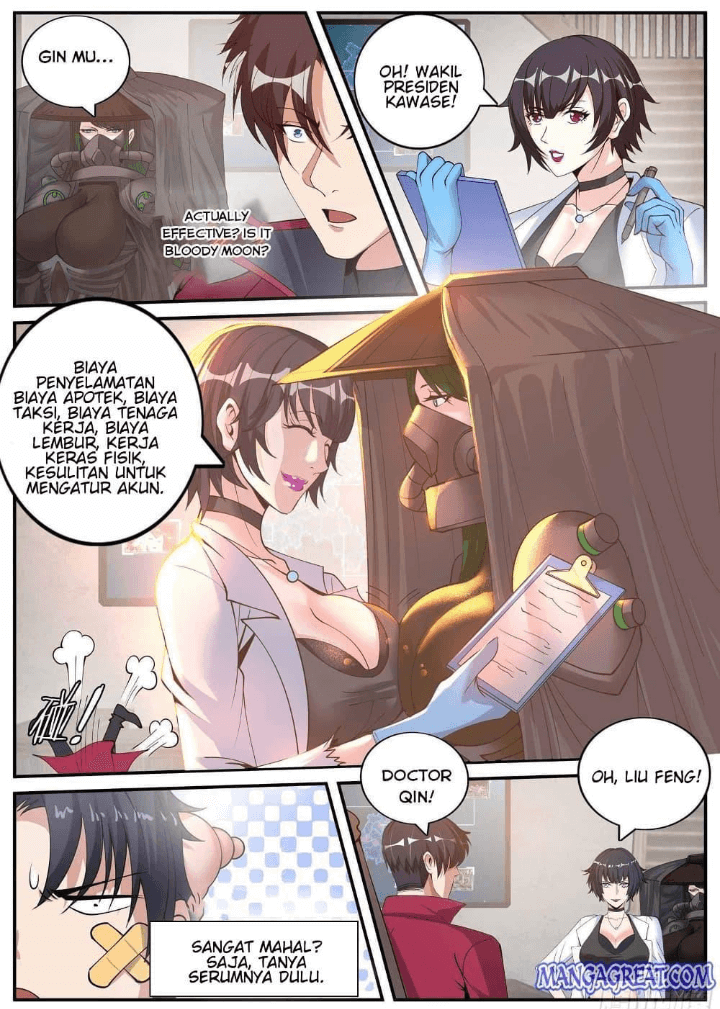 GIN MU...
ACTUALLY
EFFECTIVE? IS IT
BLOODY MOON?
OH! WAKIL
PRESIDEN
KAWASE!
BIAYA
PENYELAMATAN
BIAYA APOTEK, BIAYA
TAKSI, BIAYA TENAGA
KERJA, BIAYA
LEMBUR, KERJA
KERAS FISIK,
KESULITAN UNTUK
MENGATUR AKUN.
SANGAT MAHAL?
SAJA, TANYA
SERUMNYA DULU.
DOCTOR
QIN!
OH, LIU FENG!
MANGAGREAT.COM